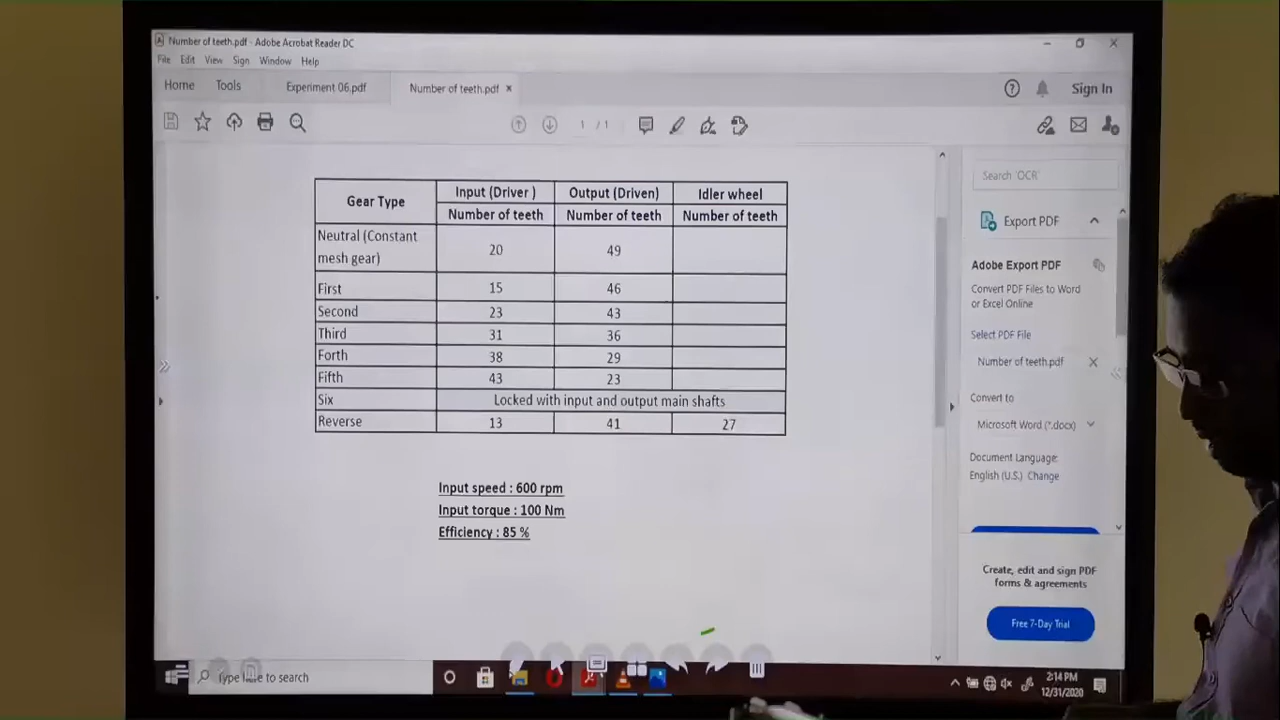 Number of teeth.pdf - Adobe Acrobat Reader DC
File Edit View Sign Window Help
Home Tools Experiment 06.pdf Number of teeth.pdf ×
Sign In
1 / 1
Gear Type Input (Driver ) Output (Driven) Idler wheel
Number of teeth Number of teeth Number of teeth
Neutral (Constant
mesh gear) 20 49
First 15 46
Second 23 43
Third 31 36
Forth 38 29
Fifth 43 23
Six Locked with input and output main shafts
Reverse 13 41 27
Input speed : 600 rpm
Input torque : 100 Nm
Efficiency : 85 %
Search 'OCR'
Export PDF
Adobe Export PDF
Convert PDF Files to Word
or Excel Online
Select PDF File
Number of teeth.pdf X
Convert to
Microsoft Word (*.docx)
Document Language:
English (U.S.) Change
Create, edit and sign PDF
forms & agreements
Free 7-Day Trial
Type here to search
2:14 PM
12/31/2020